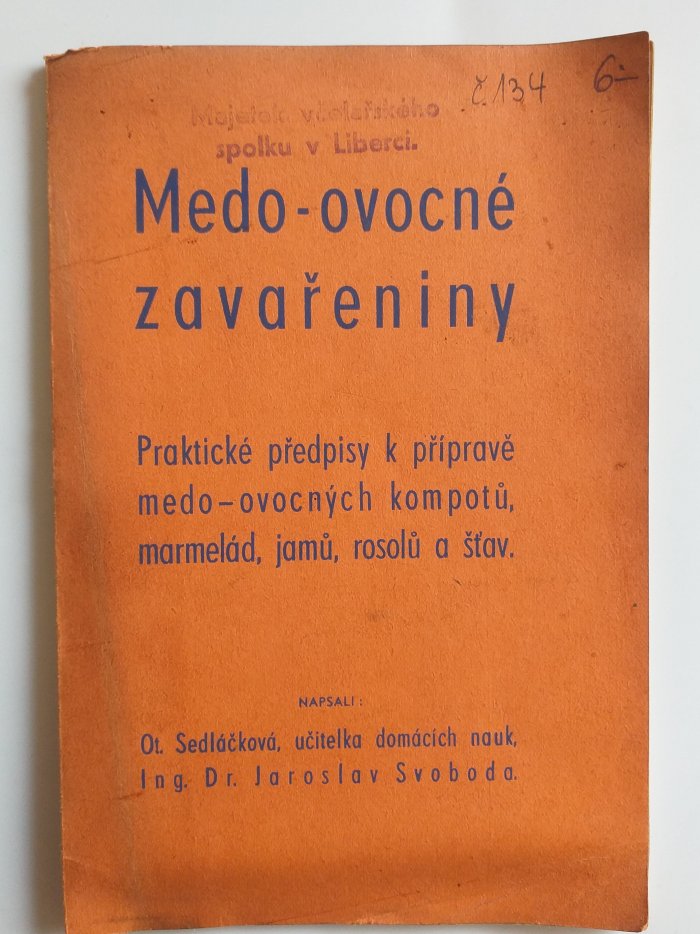 č. 134 6.-
Majetek včelařského
spolku v Liberci.
Medo-ovocné
zavařeniny
Praktické předpisy k přípravě
medo-ovocných kompotů,
marmelád, jamů, rosolů a šťav.
NAPSALI:
Ot. Sedláčková, učitelka domácích nauk,
Ing. Dr. Jaroslav Svoboda.